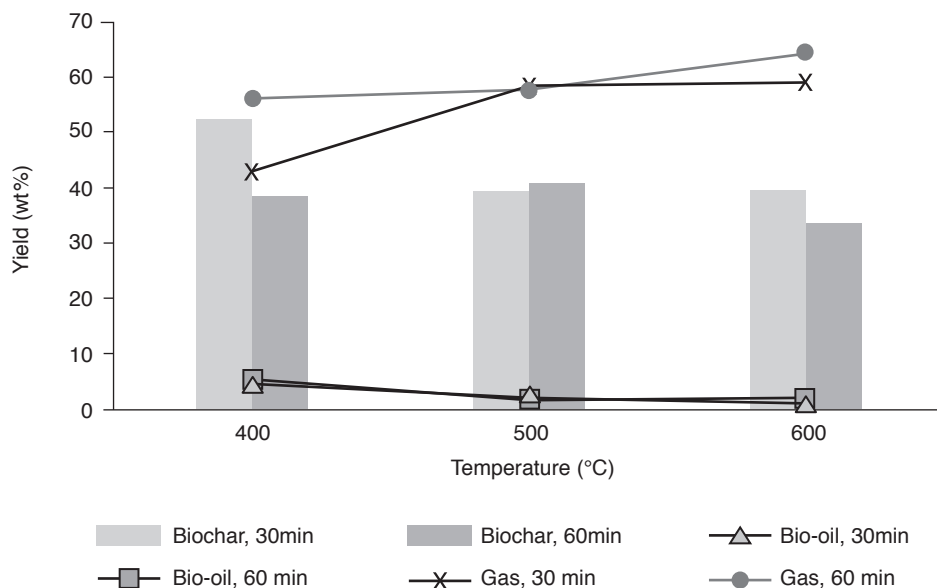 70
60
50
40
30
20
10
0
Yield (wt%)
400 500 600
Temperature (°C)
Biochar, 30min Biochar, 60min Bio-oil, 30min
Bio-oil, 60 min Gas, 30 min Gas, 60 min